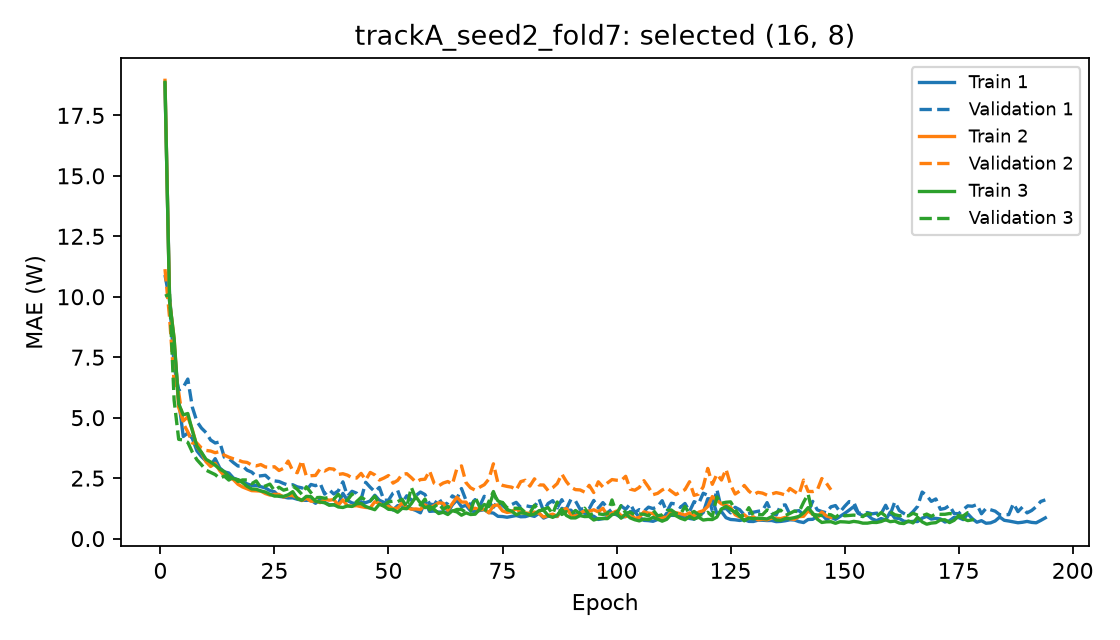 trackA_seed2_fold7: selected (16, 8)
MAE (W)
17.5
15.0
12.5
10.0
7.5
5.0
2.5
0.0
Train 1
Validation 1
Train 2
Validation 2
Train 3
Validation 3
0 25 50 75 100 125 150 175 200
Epoch